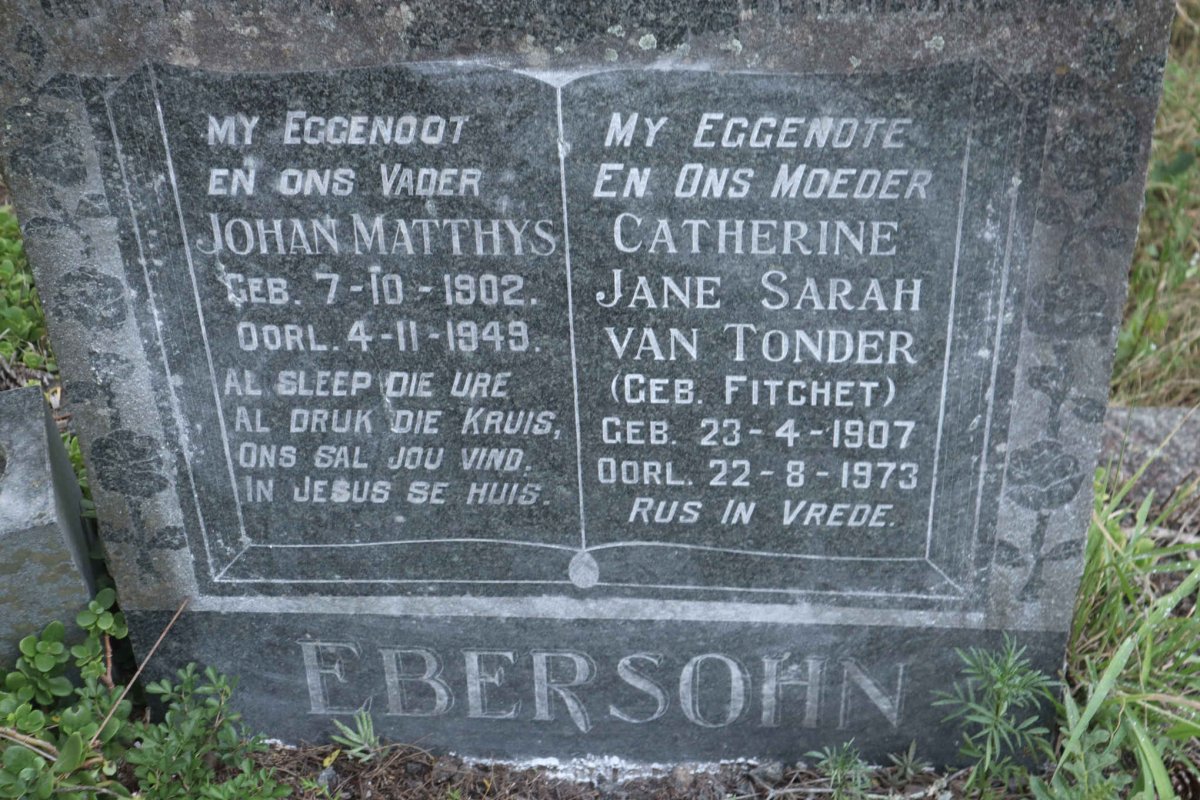 MY EGGENOOT
EN ONS VADER
JOHAN MATTHYS
GEB. 7-10-1902.
OORL. 4-11-1949.
AL SLEEP DIE URE
AL DRUK DIE KRUIS,
ONS SAL JOU VIND.
IN JESUS SE HUIS.
MY EGGENOTE
EN ONS MOEDER
CATHERINE
JANE SARAH
VAN TONDER
(GEB. FITCHET)
GEB. 23-4-1907
OORL. 22-8-1973
RUS IN VREDE.
EBERSOHN